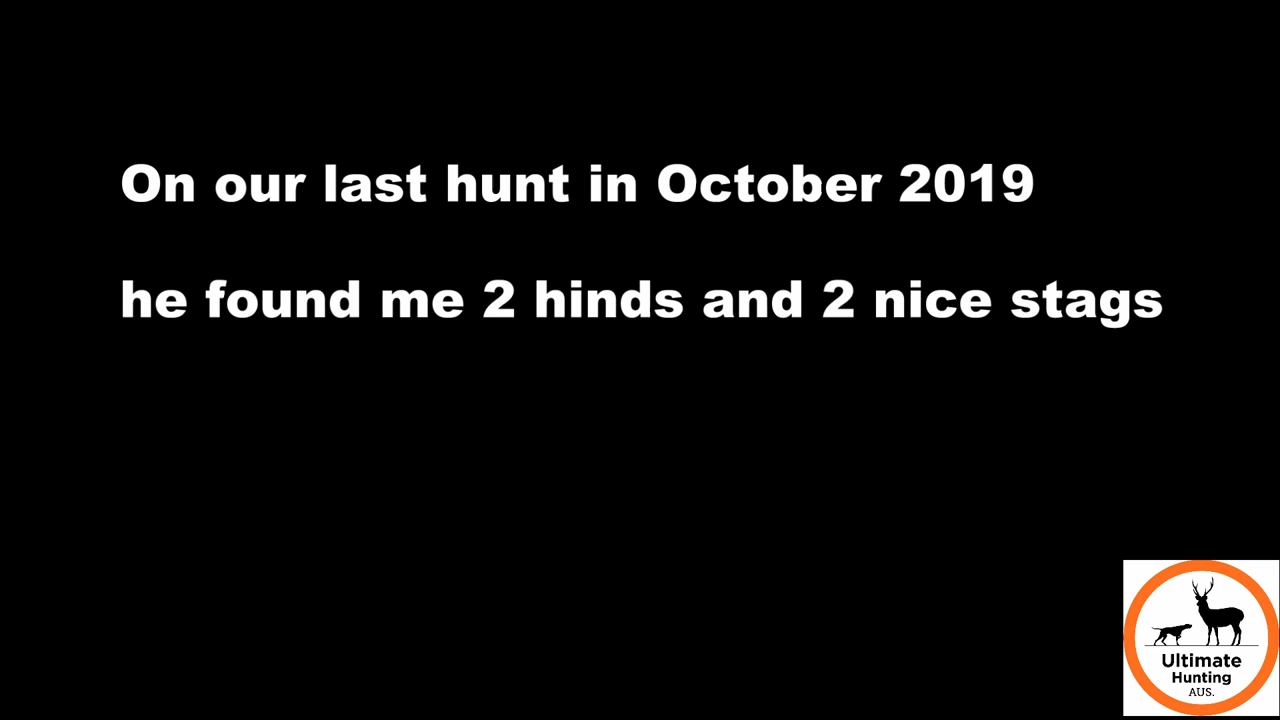 On our last hunt in October 2019
he found me 2 hinds and 2 nice stags
Ultimate
Hunting
AUS.